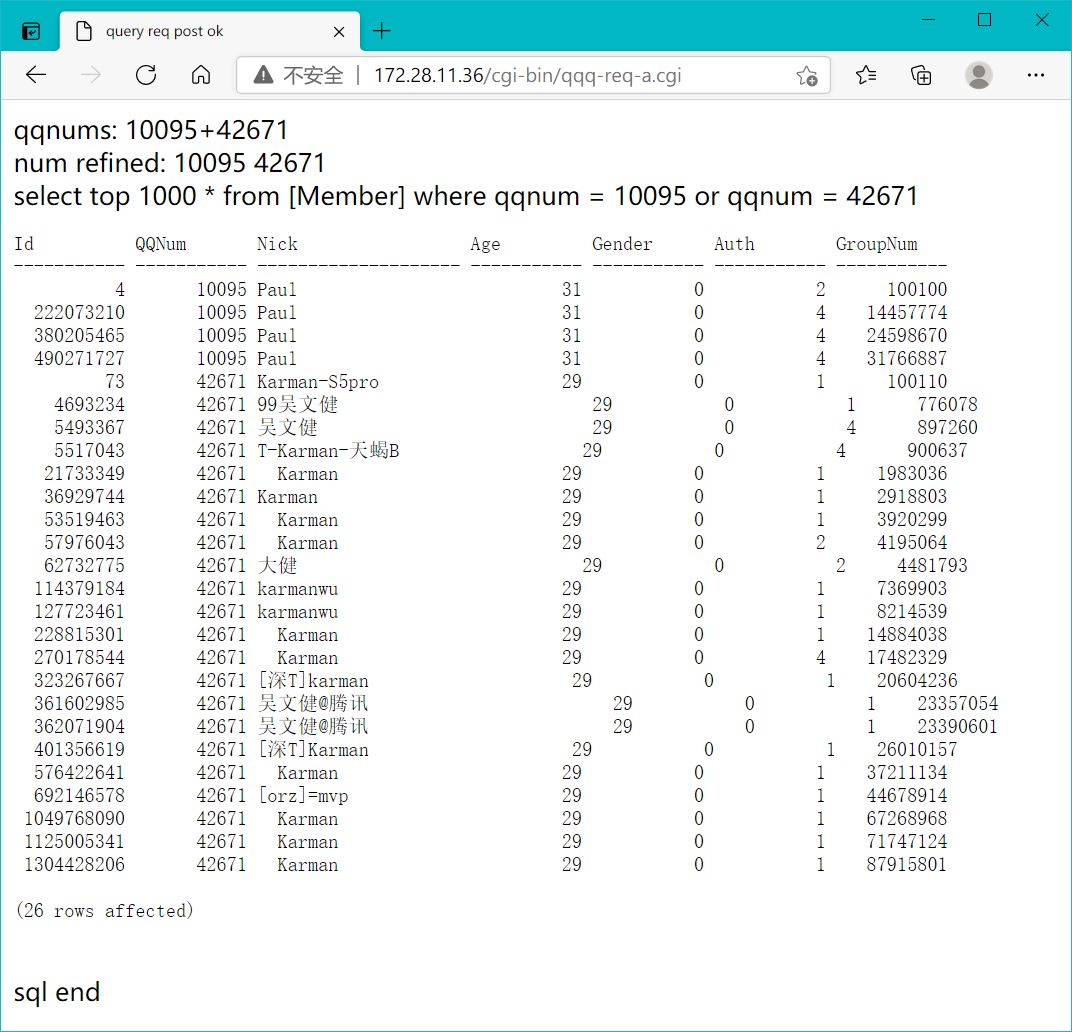 query req post ok
不安全 | 172.28.11.36/cgi-bin/qqq-req-a.cgi
qqnums: 10095+42671
num refined: 10095 42671
select top 1000 * from [Member] where qqnum = 10095 or qqnum = 42671
Id QQNum Nick Age Gender Auth GroupNum
----------- ----------- -------------------- ----------- ----------- ----------- -----------
4 10095 Paul 31 0 2 100100
222073210 10095 Paul 31 0 4 14457774
380205465 10095 Paul 31 0 4 24598670
490271727 10095 Paul 31 0 4 31766887
73 42671 Karman-S5pro 29 0 1 100110
4693234 42671 99吴文健 29 0 1 776078
5493367 42671 吴文健 29 0 4 897260
5517043 42671 T-Karman-天蝎B 29 0 4 900637
21733349 42671 Karman 29 0 1 1983036
36929744 42671 Karman 29 0 1 2918803
53519463 42671 Karman 29 0 1 3920299
57976043 42671 Karman 29 0 2 4195064
62732775 42671 大健 29 0 2 4481793
114379184 42671 karmanwu 29 0 1 7369903
127723461 42671 karmanwu 29 0 1 8214539
228815301 42671 Karman 29 0 1 14884038
270178544 42671 Karman 29 0 4 17482329
323267667 42671 [深T]karman 29 0 1 20604236
361602985 42671 吴文健@腾讯 29 0 1 23357054
362071904 42671 吴文健@腾讯 29 0 1 23390601
401356619 42671 [深T]Karman 29 0 1 26010157
576422641 42671 Karman 29 0 1 37211134
692146578 42671 [orz]=mvp 29 0 1 44678914
1049768090 42671 Karman 29 0 1 67268968
1125005341 42671 Karman 29 0 1 71747124
1304428206 42671 Karman 29 0 1 87915801
(26 rows affected)
sql end